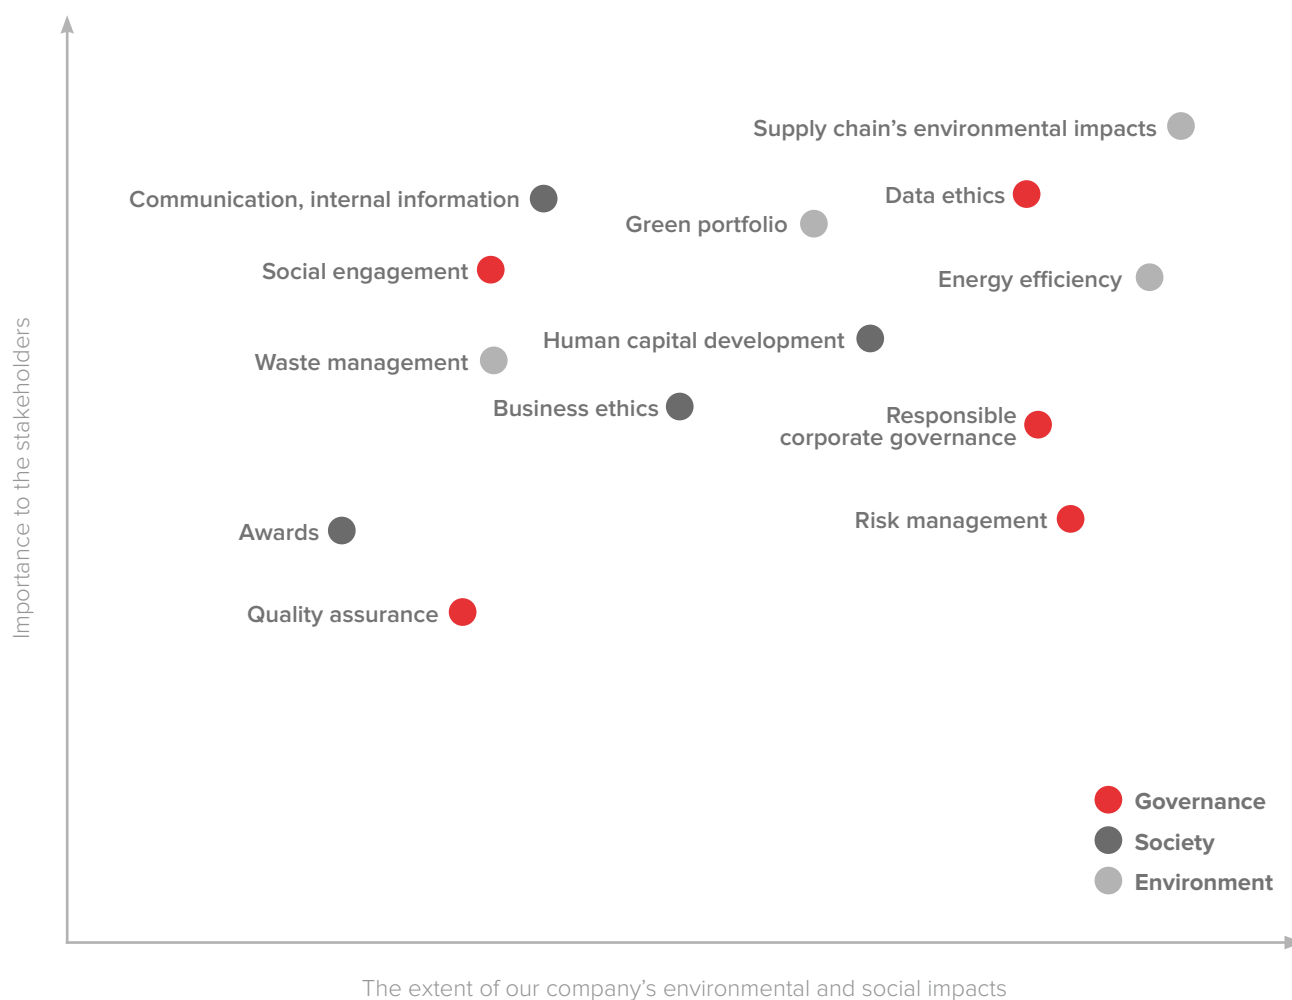 Supply chain’s environmental impacts
Communication, internal information
Data ethics
Green portfolio
Social engagement
Energy efficiency
Human capital development
Waste management
Business ethics
Responsible
corporate governance
Risk management
Awards
Quality assurance
Importance to the stakeholders
Governance
Society
Environment
The extent of our company’s environmental and social impacts